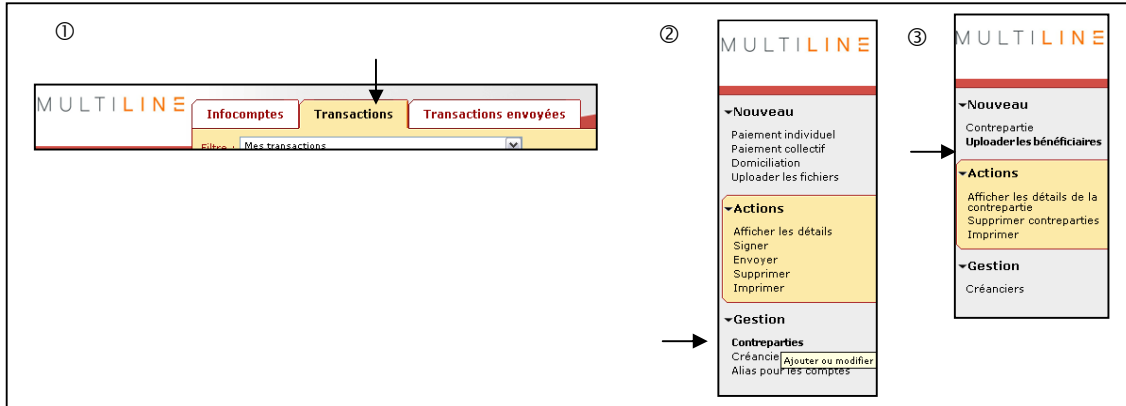 ①
MULTILINE
Infocomptes
Transactions
Transactions envoyées
Filtre : Mes transactions
②
MULTILINE
Nouveau
Paiement individuel
Paiement collectif
Domiciliation
Uploader les fichiers
Actions
Afficher les détails
Signer
Envoyer
Supprimer
Imprimer
Gestion
Contreparties
Créancie
Ajouter ou modifier
Alias pour les comptes
③
MULTILINE
Nouveau
Contrepartie
Uploader les bénéficiaires
Actions
Afficher les détails de la
contrepartie
Supprimer contreparties
Imprimer
Gestion
Créanciers